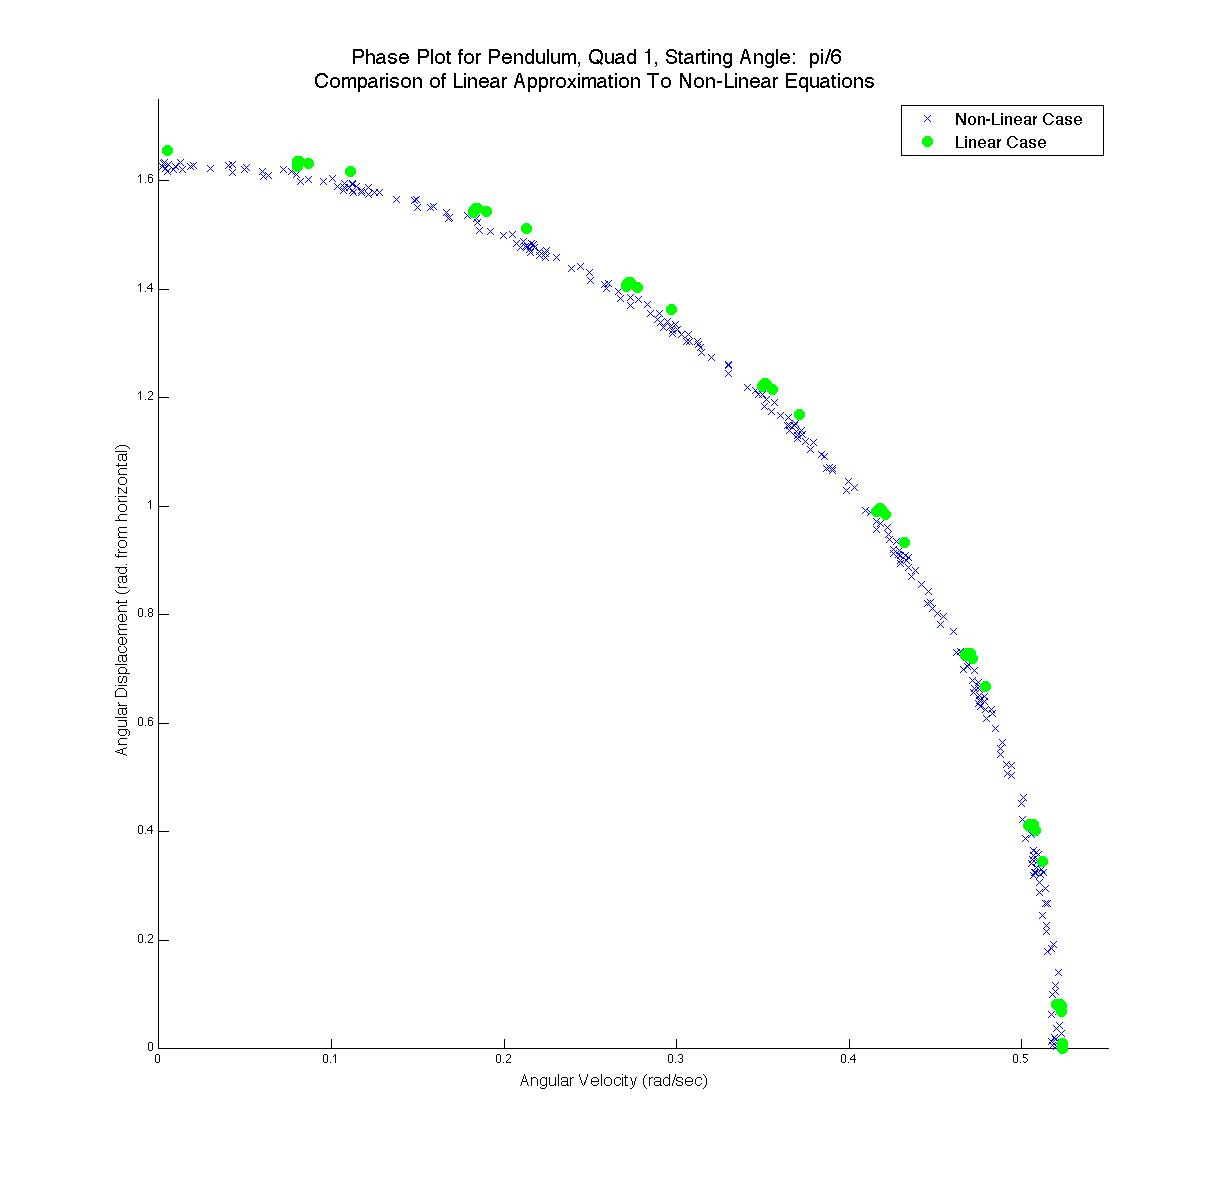 Phase Plot for Pendulum, Quad 1, Starting Angle:  pi/6
Comparison of Linear Approximation To Non-Linear Equations
Non-Linear Case
Linear Case
Angular Displacement (rad. from horizontal)
1.6
1.4
1.2
1
0.8
0.6
0.4
0.2
0
0
0.1
0.2
0.3
0.4
0.5
Angular Velocity (rad/sec)